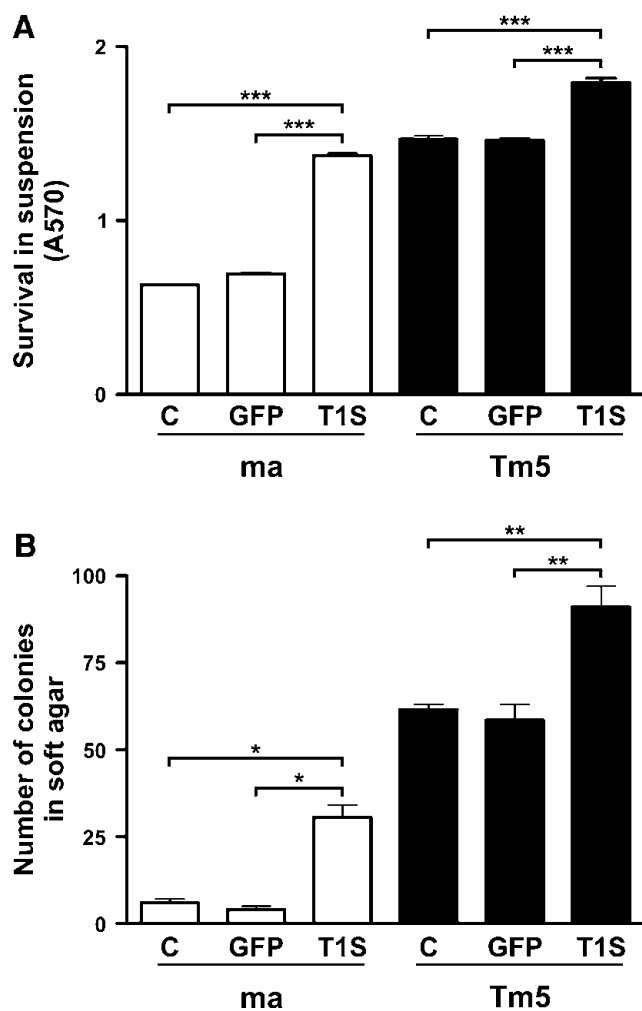 A
Survival in suspension
(A570)
2
1
0
***
***
***
***
C GFP T1S C GFP T1S
ma Tm5
B
Number of colonies
in soft agar
100
75
50
25
0
**
**
*
*
C GFP T1S C GFP T1S
ma Tm5